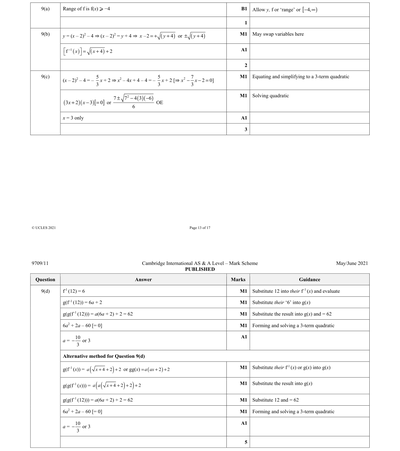 9(a) Range of f is f(x) ⩾ −4 B1 Allow y, f or 'range' or [−4,∞)
1
9(b) y = (x − 2)² − 4 ⇒ (x − 2)² = y + 4 ⇒ x − 2 = √(y + 4) or ±√(y + 4) M1 May swap variables here
[f⁻¹(x)] = √(x + 4) + 2 A1
2
9(c) (x − 2)² − 4 = −5/3 x + 2 ⇒ x² − 4x + 4 − 4 = −5/3 x + 2 [⇒ x² − 7/3 x − 2 = 0] M1 Equating and simplifying to a 3-term quadratic
(3x + 2)(x − 3)[= 0] or (7 ± √(7² − 4(3)(−6)))/6 OE M1 Solving quadratic
x = 3 only A1
3
© UCLES 2021 Page 13 of 17
9709/11 Cambridge International AS & A Level – Mark Scheme May/June 2021
PUBLISHED
Question Answer Marks Guidance
9(d) f⁻¹(12) = 6 M1 Substitute 12 into their f⁻¹(x) and evaluate
g(f⁻¹(12)) = 6a + 2 M1 Substitute their '6' into g(x)
g(g(f⁻¹(12))) = a(6a + 2) + 2 = 62 M1 Substitute the result into g(x) and = 62
6a² + 2a − 60 [= 0] M1 Forming and solving a 3-term quadratic
a = −10/3 or 3 A1
Alternative method for Question 9(d)
g(f⁻¹(x)) = a(√(x + 4) + 2) + 2 or gg(x) = a(ax + 2) + 2 M1 Substitute their f⁻¹(x) or g(x) into g(x)
g(g(f⁻¹(x))) = a(a(√(x + 4) + 2) + 2) + 2 M1 Substitute the result into g(x)
g(g(f⁻¹(12))) = a(6a + 2) + 2 = 62 M1 Substitute 12 and = 62
6a² + 2a − 60 [= 0] M1 Forming and solving a 3-term quadratic
a = −10/3 or 3 A1
5